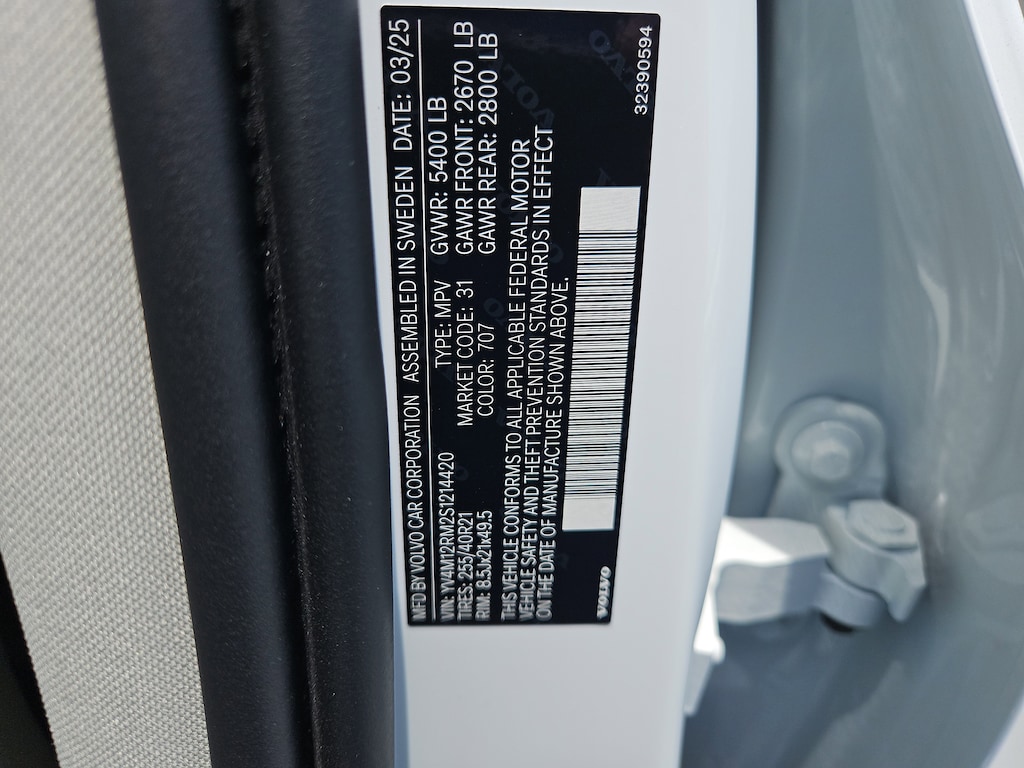 MFD BY VOLVO CAR CORPORATION ASSEMBLED IN SWEDEN DATE: 03/25
VIN: YV4M12RM2S1214420 TYPE: MPV GVWR: 5400 LB
TIRES: 255/40R21 MARKET CODE: 31 GAWR FRONT: 2670 LB
RIM: 8.5Jx21x49.5 COLOR: 707 GAWR REAR: 2800 LB
THIS VEHICLE CONFORMS TO ALL APPLICABLE FEDERAL MOTOR
VEHICLE SAFETY AND THEFT PREVENTION STANDARDS IN EFFECT
ON THE DATE OF MANUFACTURE SHOWN ABOVE.
VOLVO
32390594